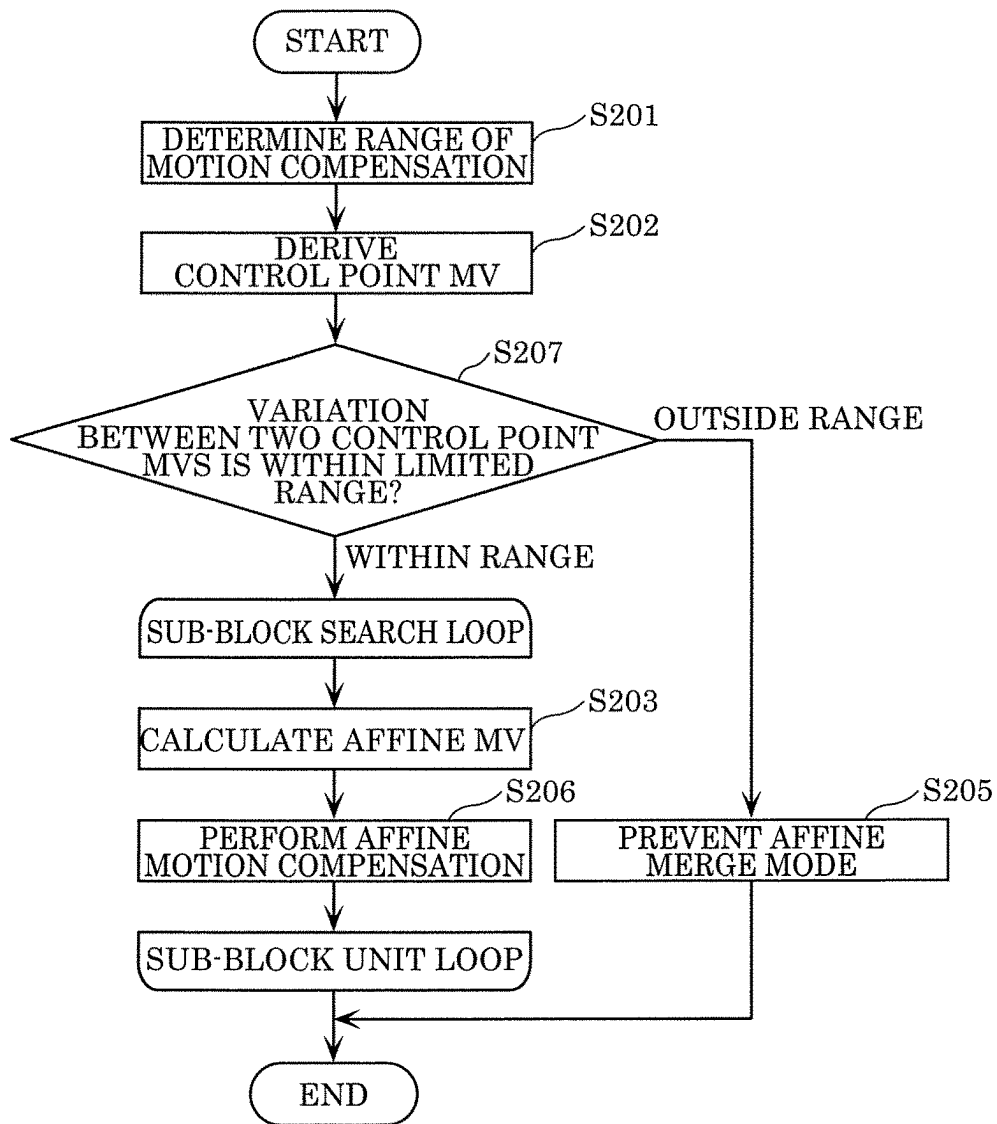 START
S201
DETERMINE RANGE OF
MOTION COMPENSATION
S202
DERIVE
CONTROL POINT MV
S207
VARIATION
BETWEEN TWO CONTROL POINT
MVS IS WITHIN LIMITED
RANGE?
OUTSIDE RANGE
WITHIN RANGE
SUB-BLOCK SEARCH LOOP
S203
CALCULATE AFFINE MV
S206
PERFORM AFFINE
MOTION COMPENSATION
S205
PREVENT AFFINE
MERGE MODE
SUB-BLOCK UNIT LOOP
END